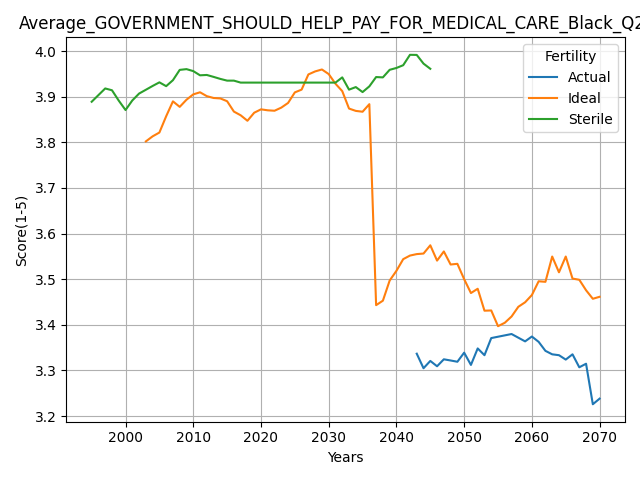 Average_GOVERNMENT_SHOULD_HELP_PAY_FOR_MEDICAL_CARE_Black_Q2
Fertility
Actual
Ideal
Sterile
Score(1-5)
4.0
3.9
3.8
3.7
3.6
3.5
3.4
3.3
3.2
2000 2010 2020 2030 2040 2050 2060 2070
Years